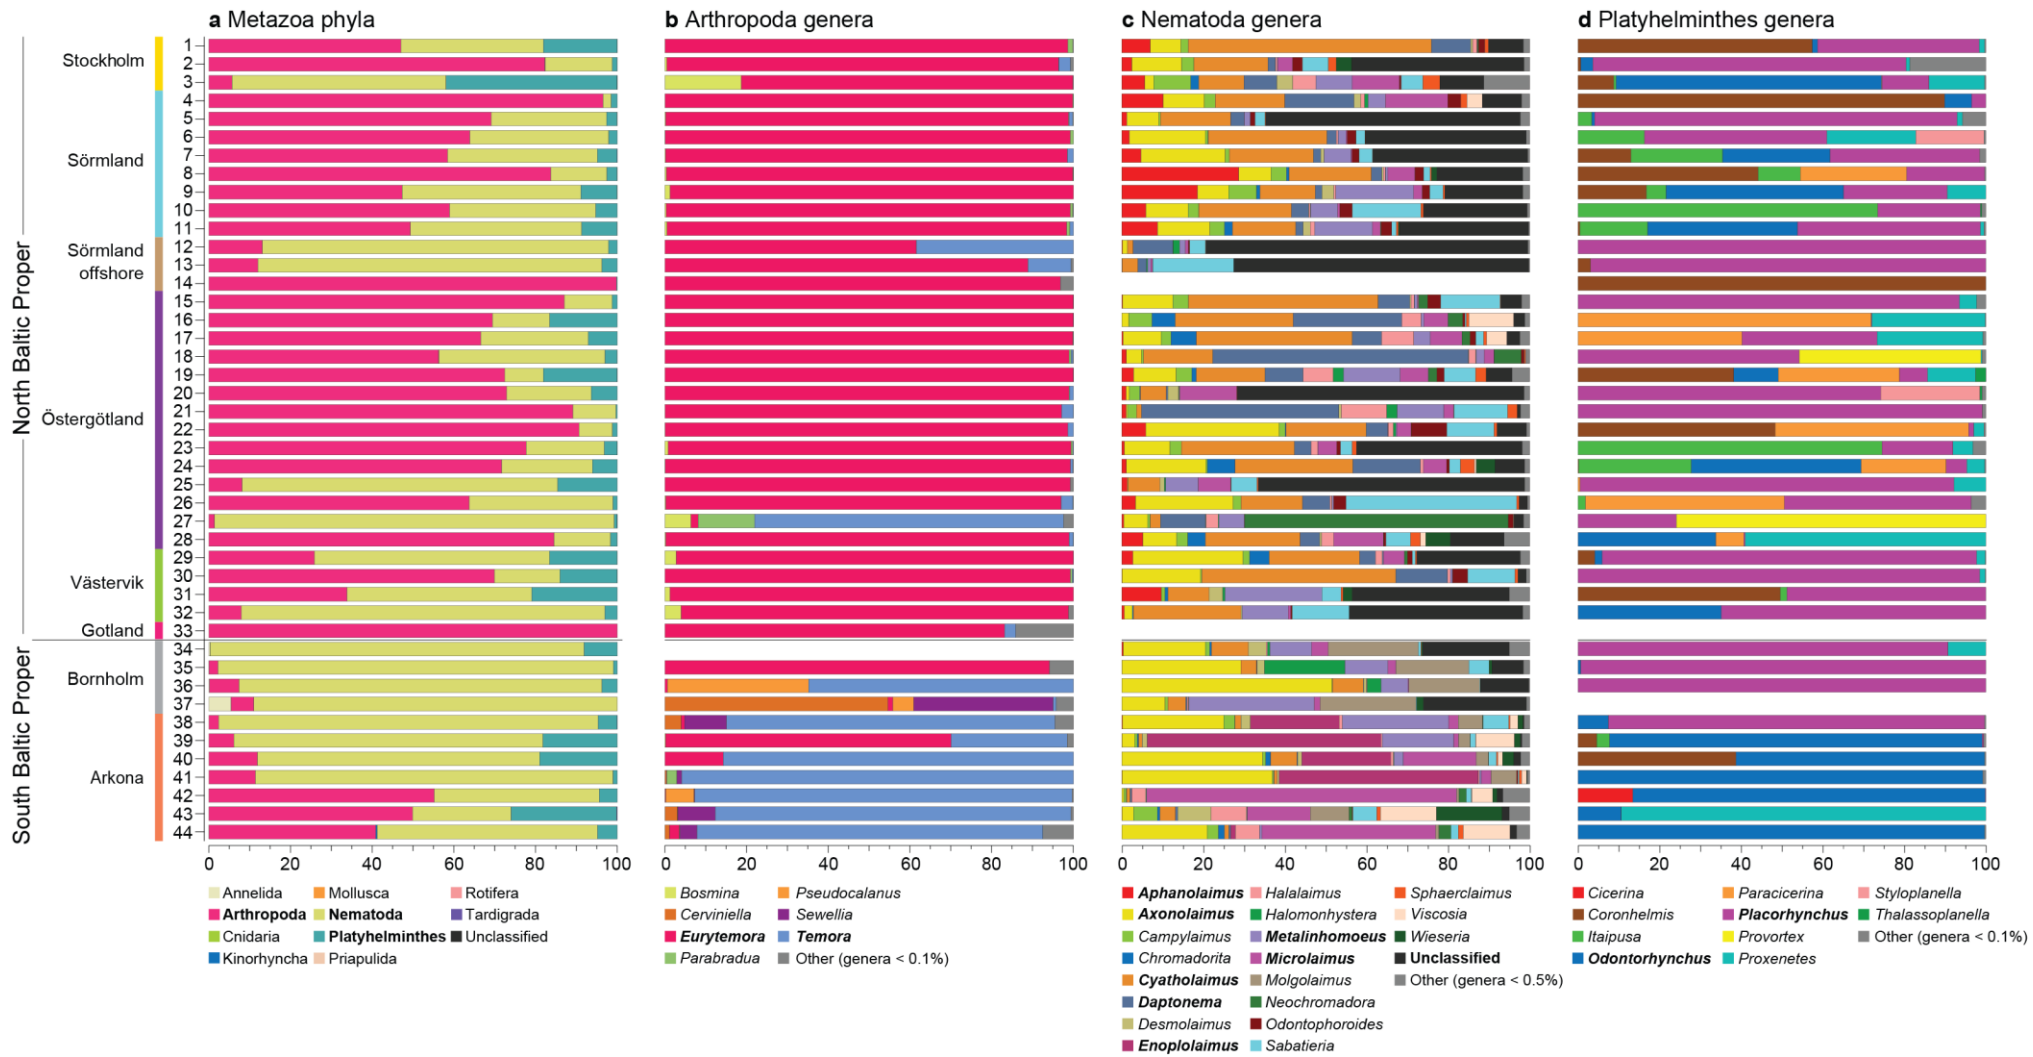 a Metazoa phyla
b Arthropoda genera
c Nematoda genera
d Platyhelminthes genera
North Baltic Proper
South Baltic Proper
Stockholm
Sörmland
Sörmland
offshore
Östergötland
Västervik
Gotland
Bornholm
Arkona
1
2
3
4
5
6
7
8
9
10
11
12
13
14
15
16
17
18
19
20
21
22
23
24
25
26
27
28
29
30
31
32
33
34
35
36
37
38
39
40
41
42
43
44
0 20 40 60 80 100
0 20 40 60 80 100
0 20 40 60 80 100
0 20 40 60 80 100
Annelida
Arthropoda
Cnidaria
Kinorhyncha
Mollusca
Nematoda
Platyhelminthes
Priapulida
Rotifera
Tardigrada
Unclassified
Bosmina
Cerviniella
Eurytemora
Parabradua
Pseudocalanus
Sewellia
Temora
Other (genera < 0.1%)
Aphanolaimus
Axonolaimus
Campylaimus
Chromadorita
Cyatholaimus
Daptonema
Desmolaimus
Enoplolaimus
Halalaimus
Halomonhystera
Metalinhomoeus
Microlaimus
Molgolaimus
Neochromadora
Odontophoroides
Sabatieria
Sphaerclaimus
Viscosia
Wieseria
Unclassified
Other (genera < 0.5%)
Cicerina
Coronhelmis
Itaipusa
Odontorhynchus
Paracicerina
Placorhynchus
Provortex
Proxenetes
Styloplanella
Thalassoplanella
Other (genera < 0.1%)